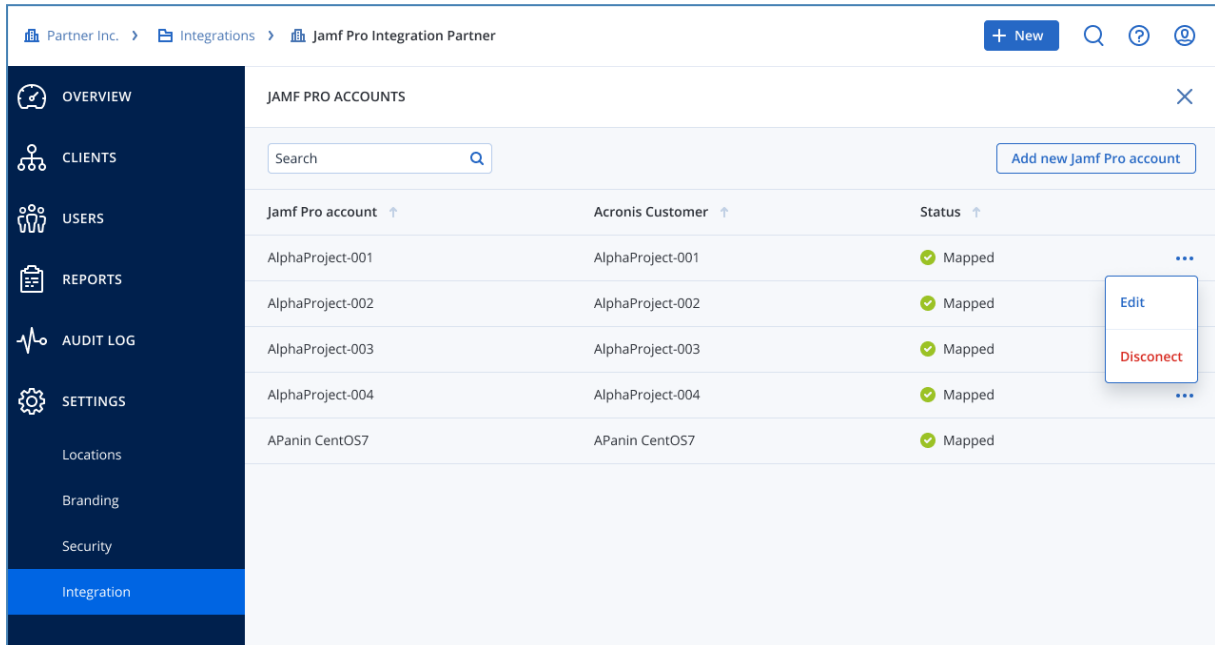 Partner Inc. > Integrations > Jamf Pro Integration Partner + New
OVERVIEW
CLIENTS
USERS
REPORTS
AUDIT LOG
SETTINGS
Locations
Branding
Security
Integration
JAMF PRO ACCOUNTS
Search Add new Jamf Pro account
Jamf Pro account Acronis Customer Status
AlphaProject-001 AlphaProject-001 Mapped
AlphaProject-002 AlphaProject-002 Mapped
AlphaProject-003 AlphaProject-003 Mapped
AlphaProject-004 AlphaProject-004 Mapped
APanin CentOS7 APanin CentOS7 Mapped
Edit
Disconect